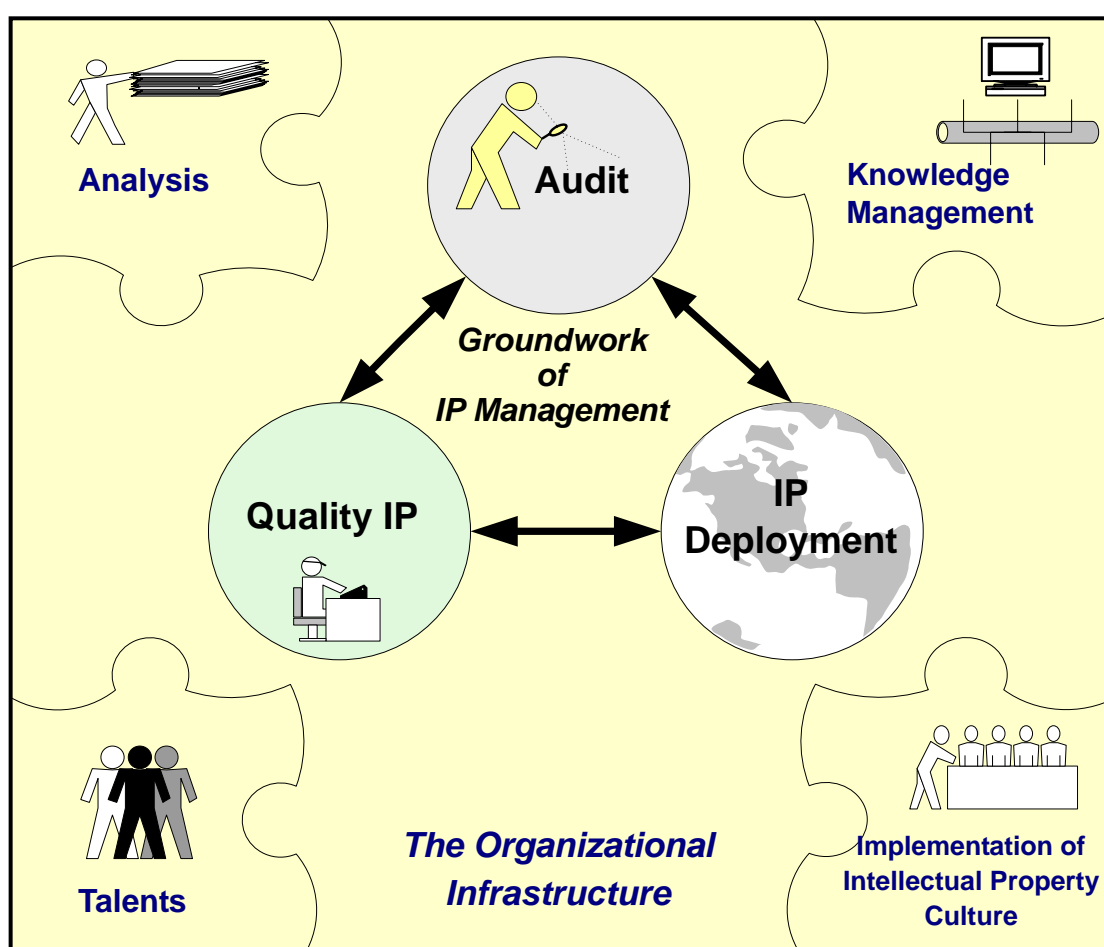 Analysis
Audit
Knowledge
Management
Groundwork
of
IP Management
Quality IP
IP
Deployment
Talents
The Organizational
Infrastructure
Implementation of
Intellectual Property
Culture